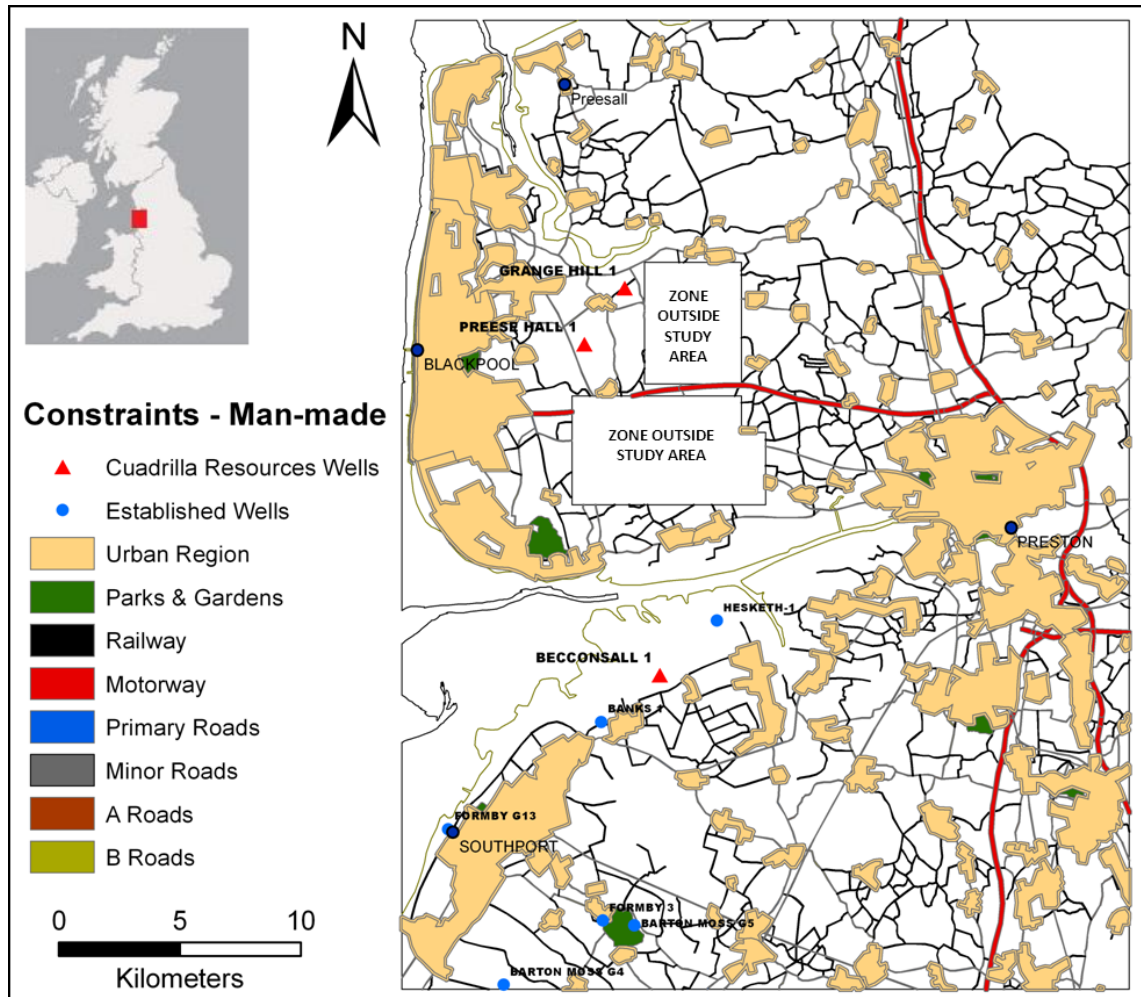 N
Preesall
GRANGE HILL 1
ZONE
OUTSIDE
STUDY
AREA
PREESE HALL 1
BLACKPOOL
Constraints - Man-made
Cuadrilla Resources Wells
Established Wells
Urban Region
Parks & Gardens
Railway
Motorway
Primary Roads
Minor Roads
A Roads
B Roads
0 5 10
Kilometers
ZONE OUTSIDE
STUDY AREA
PRESTON
HESKETH-1
BECCONSALL 1
BANKS 1
FORMBY G13
SOUTHPORT
FORMBY 3
BARTON MOSS G5
BARTON MOSS G4